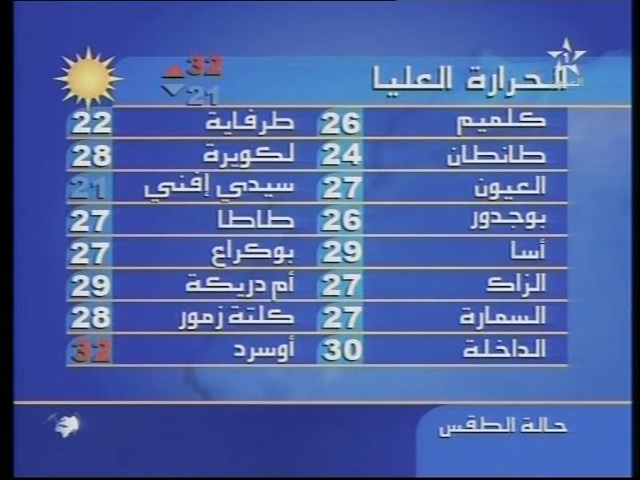 الحرارة العليا
32
21
كلميم 26 طرفاية 22
طانطان 24 لكويرة 28
العيون 27 سيدي إفني 21
بوجدور 26 طاطا 27
أسا 29 بوكراع 27
الزاك 27 أم دريكة 29
السمارة 27 كلتة زمور 28
الداخلة 30 أوسرد 32
حالة الطقس